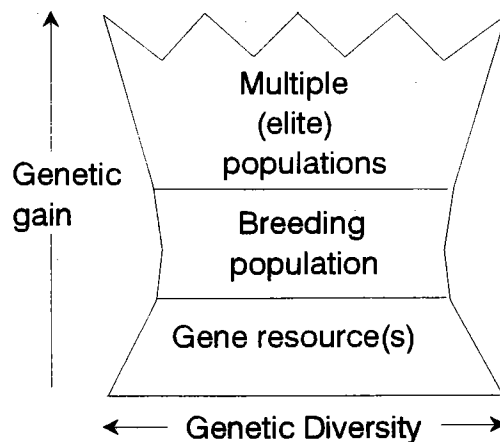 Multiple
(elite)
populations
Genetic
gain
Breeding
population
Gene resource(s)
Genetic Diversity